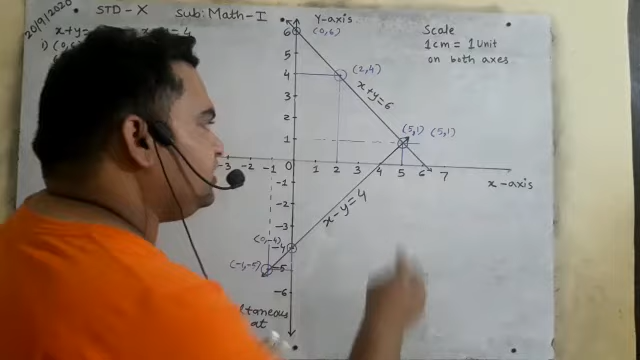 20/9/2020
STD-X Sub: Math-I
x+y= = 4
i) (0,6)
Y-axis
Scale
1cm = 1 Unit
on both axes
6 (0,6)
5
4 (2,4)
3
x+y=6
2
1 (5,1) (5,1)
-3 -2 -1 0 1 2 3 4 5 6 7
x-axis
-1
-2
-3
x-y=4
(0,-4) -4
(-1,-5) -5
-6
ltaneous
at